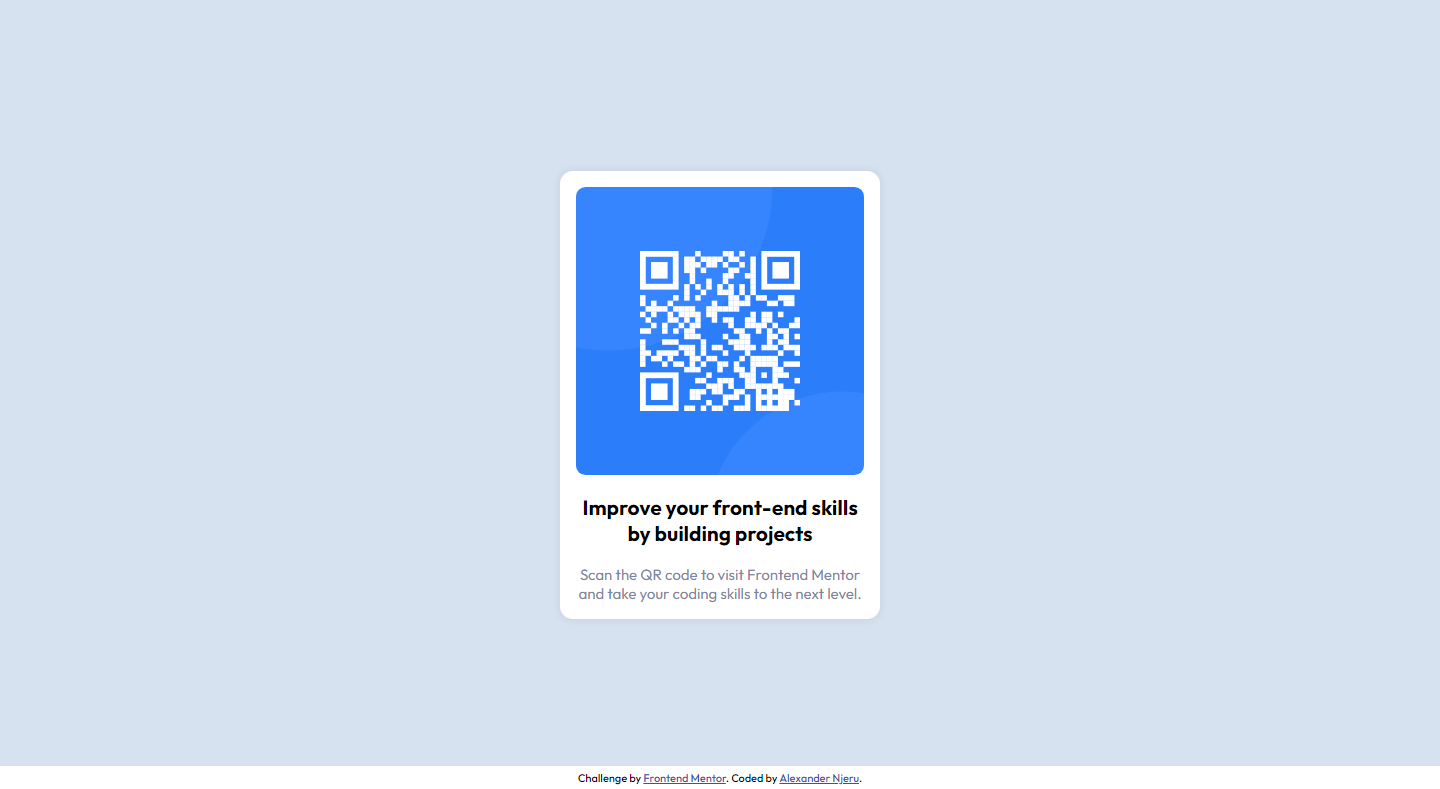 Improve your front-end skills
by building projects
Scan the QR code to visit Frontend Mentor
and take your coding skills to the next level.
Challenge by Frontend Mentor. Coded by Alexander Njeru.